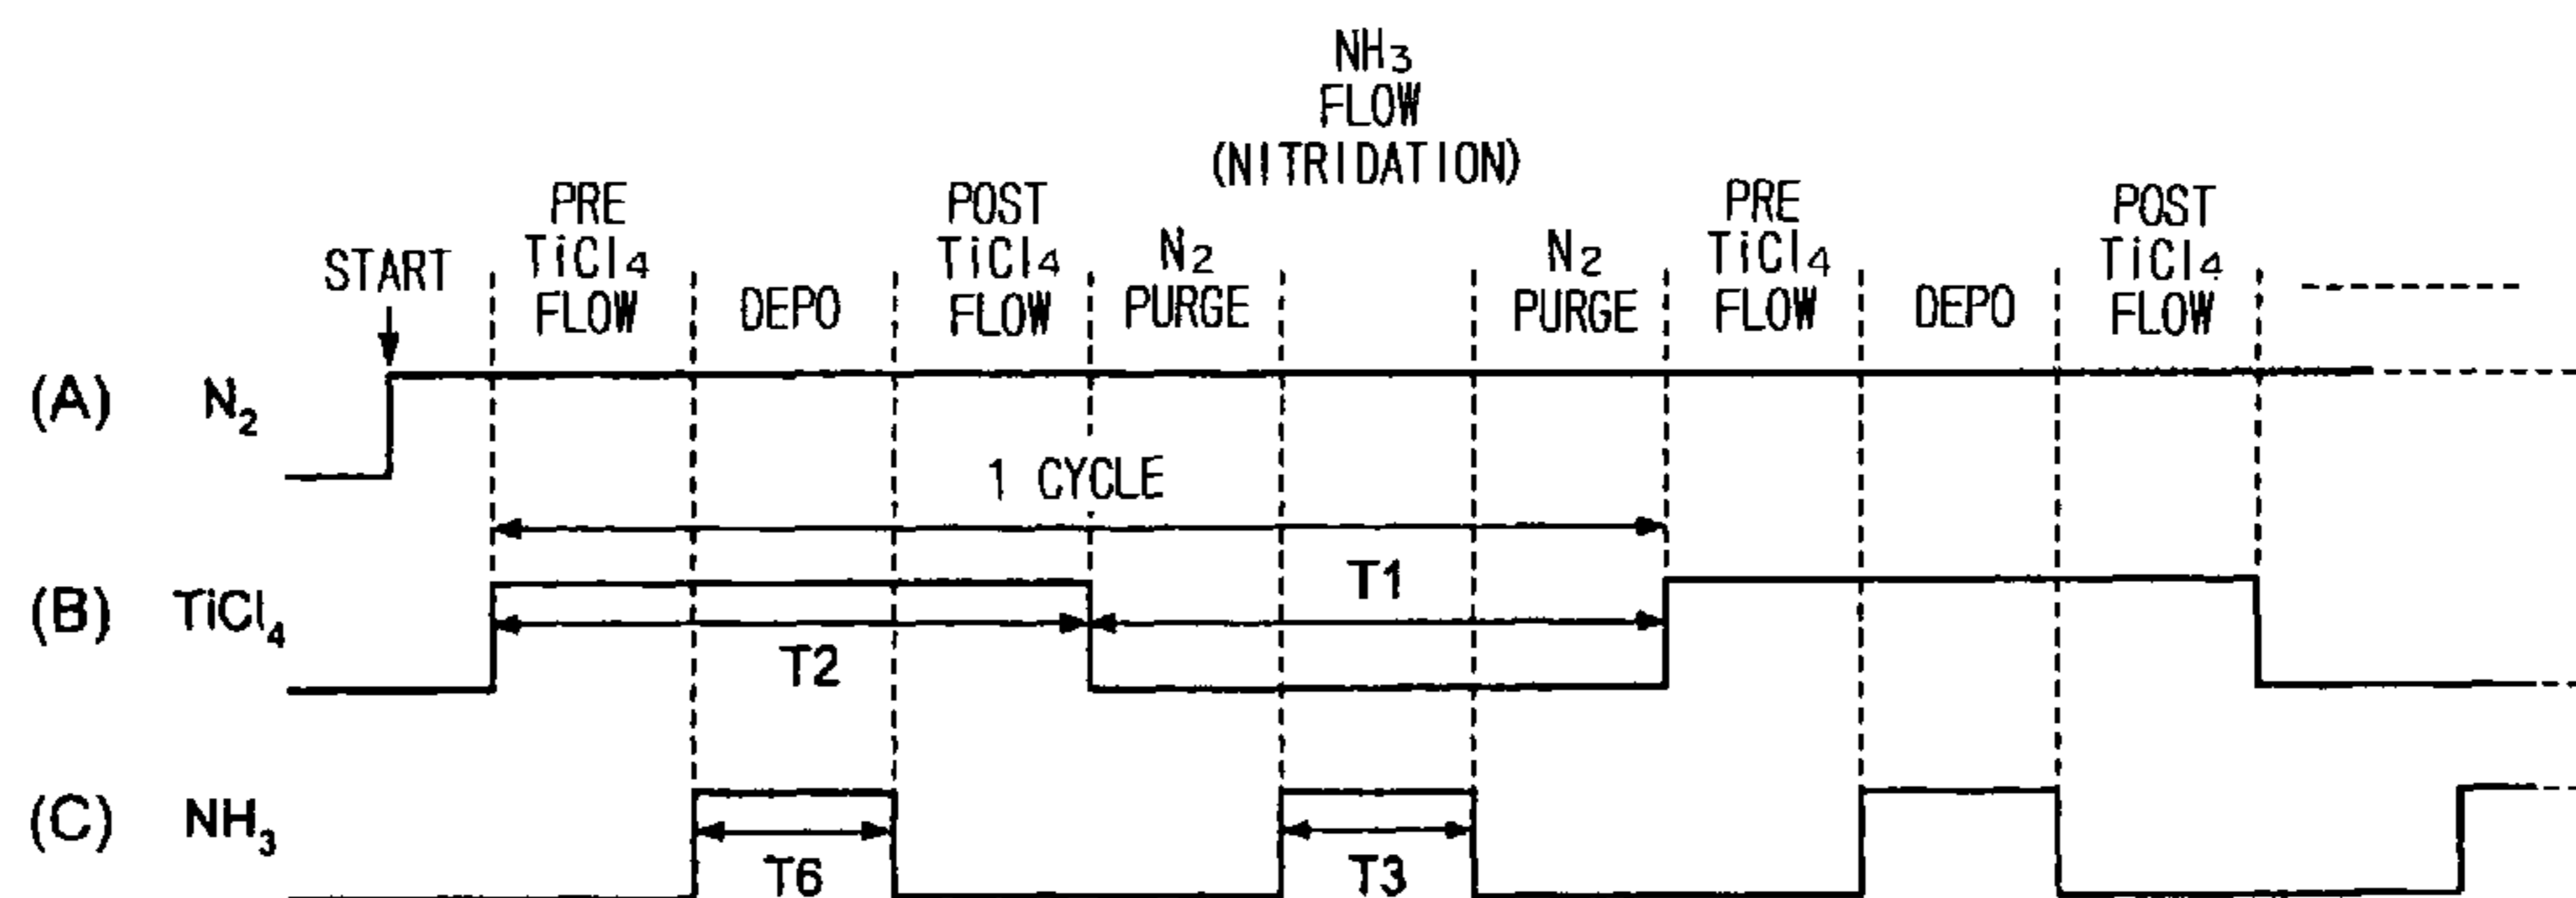 NH3
FLOW
(NITRIDATION)
START
PRE
TiCl4
FLOW
DEPO
POST
TiCl4
FLOW
N2
PURGE
N2
PURGE
PRE
TiCl4
FLOW
DEPO
POST
TiCl4
FLOW
(A) N2
1 CYCLE
(B) TiCl4
T2
T1
(C) NH3
T6
T3